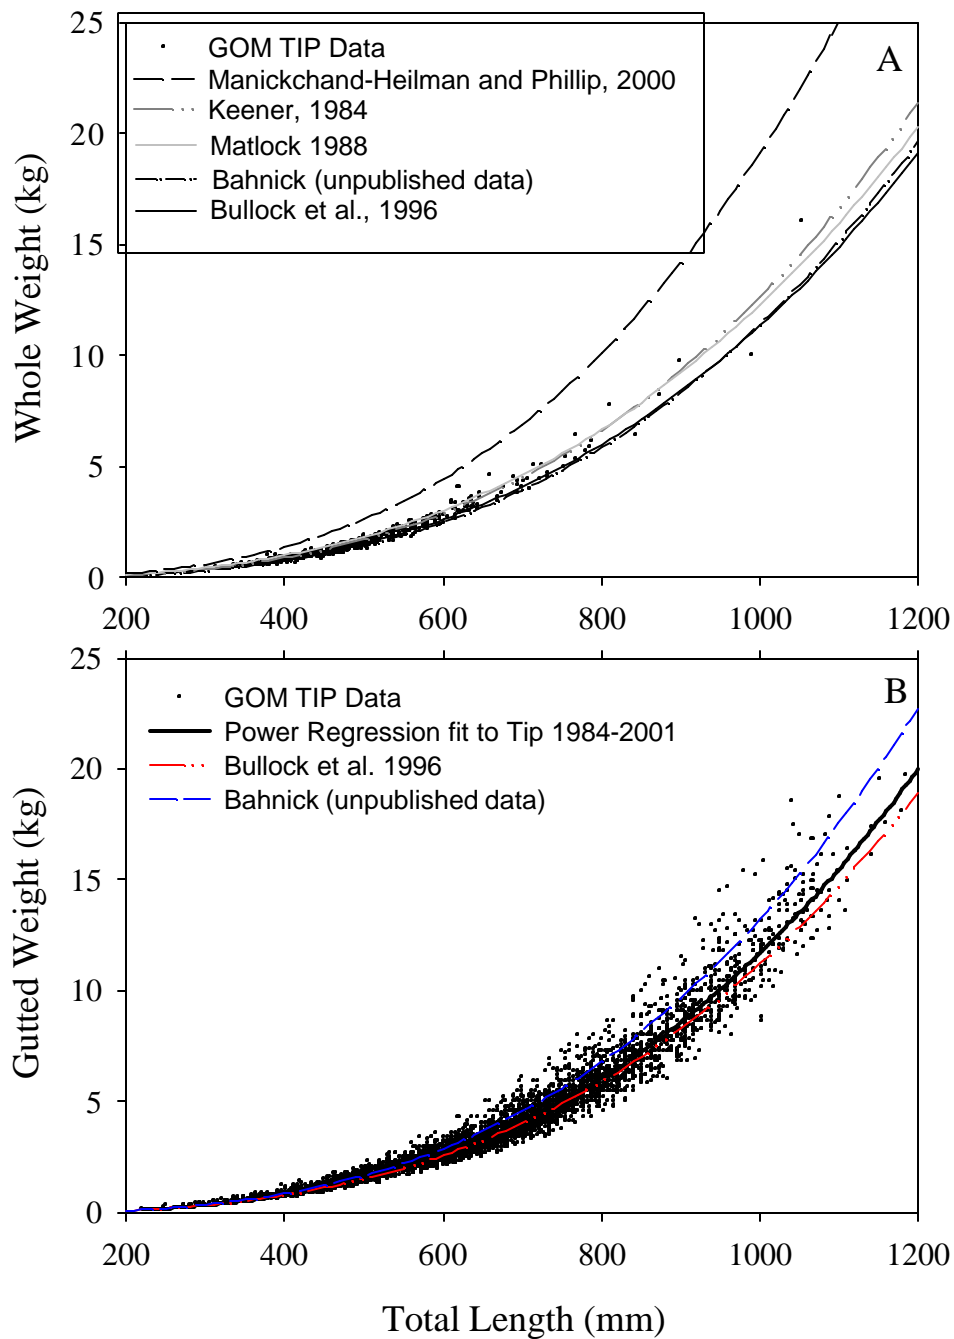 25
20
15
10
5
0
Whole Weight (kg)
A
GOM TIP Data
Manickchand-Heilman and Phillip, 2000
Keener, 1984
Matlock 1988
Bahnick (unpublished data)
Bullock et al., 1996
200 400 600 800 1000 1200
25
20
15
10
5
0
Gutted Weight (kg)
B
GOM TIP Data
Power Regression fit to Tip 1984-2001
Bullock et al. 1996
Bahnick (unpublished data)
200 400 600 800 1000 1200
Total Length (mm)